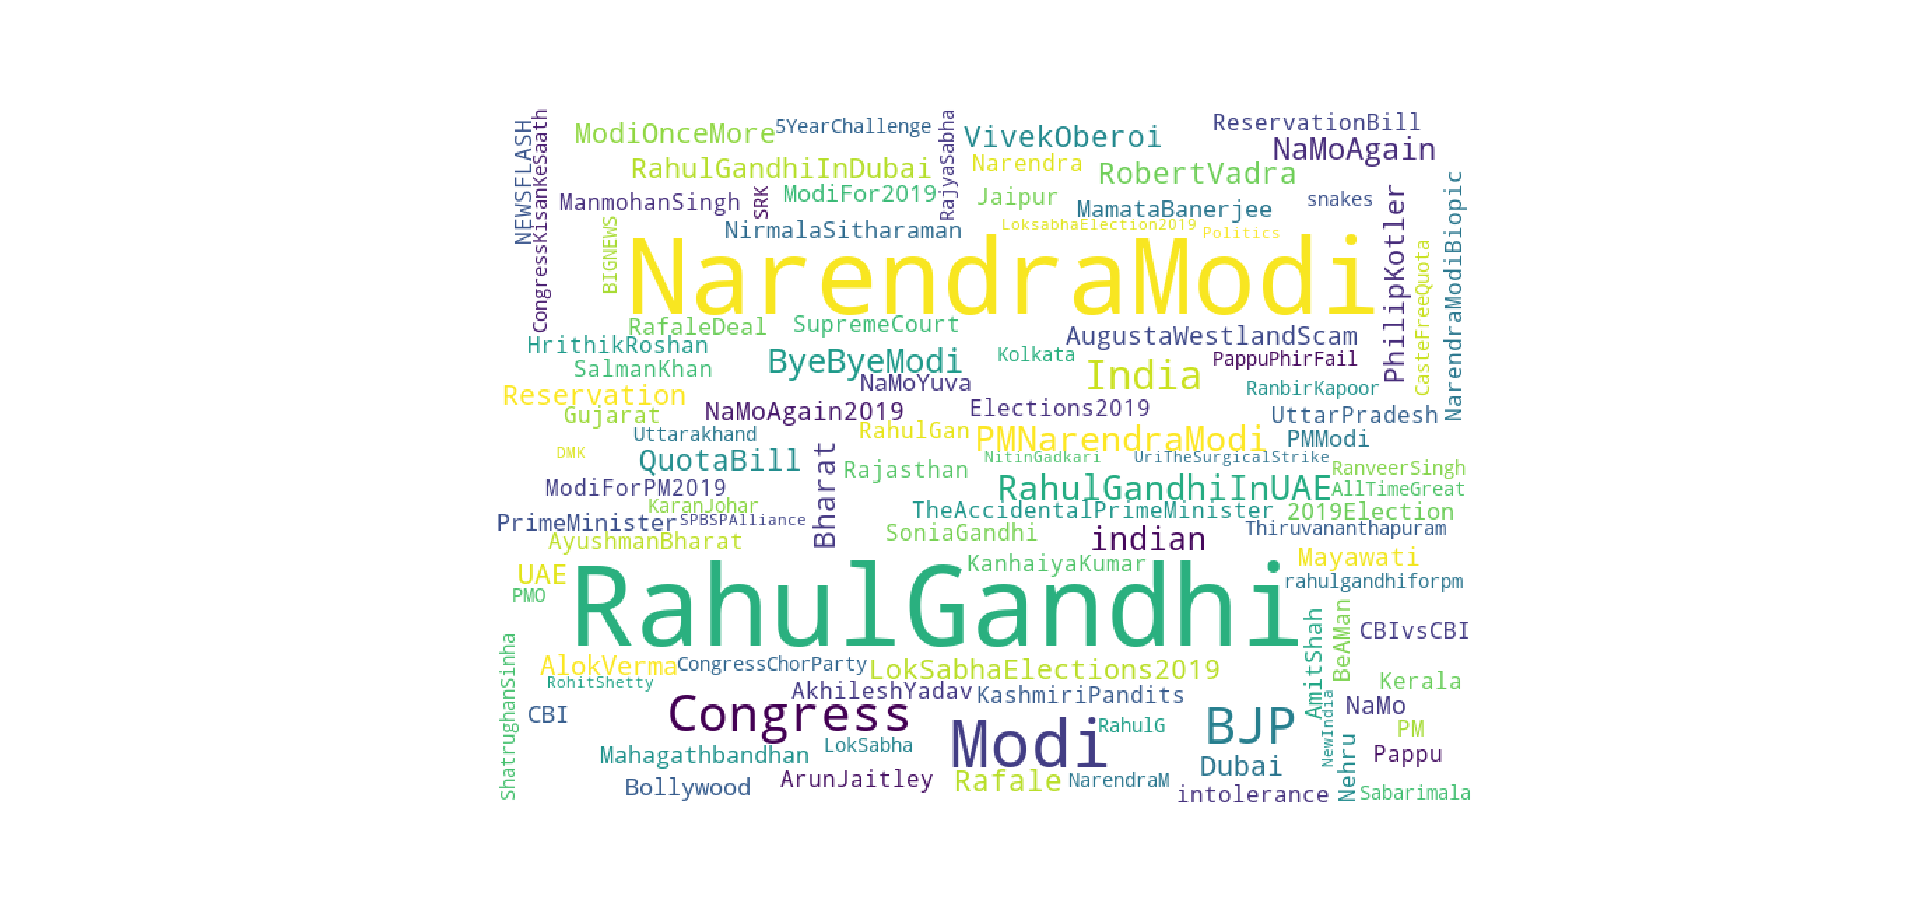 NEWSFLASH
CongressKisanKeSaath
ModiOnceMore
5YearChallenge
RajyaSabha
VivekOberoi
ReservationBill
NaMoAgain
RahulGandhiInDubai
Narendra
RobertVadra
ManmohanSingh
SRK
ModiFor2019
Jaipur
MamataBanerjee
snakes
PhilipKotler
NarendraModiBiopic
BIGNEWS
NirmalaSitharaman
LoksabhaElection2019
Politics
CasteFreeQuota
NarendraModi
RafaleDeal
SupremeCourt
AugustaWestlandScam
HrithikRoshan
ByeByeModi
Kolkata
PappuPhirFail
SalmanKhan
NaMoYuva
India
RanbirKapoor
Reservation
Gujarat
NaMoAgain2019
Elections2019
UttarPradesh
Uttarakhand
RahulGan
PMNarendraModi
PMModi
DMK
QuotaBill
Bharat
Rajasthan
NitinGadkari
UriTheSurgicalStrike
RanveerSingh
ModiForPM2019
RahulGandhiInUAE
AllTimeGreat
KaranJohar
TheAccidentalPrimeMinister
2019Election
PrimeMinister
SPBSPAlliance
SoniaGandhi
indian
Thiruvananthapuram
AyushmanBharat
KanhaiyaKumar
Mayawati
UAE
rahulgandhiforpm
PMO
RahulGandhi
AmitShah
BeAMan
CBIvsCBI
ShatrughanSinha
AlokVerma
CongressChorParty
LokSabhaElections2019
RohitShetty
AkhileshYadav
KashmiriPandits
Kerala
CBI
Congress
Modi
RahulG
BJP
NewIndia
NaMo
PM
Mahagathbandhan
LokSabha
Dubai
Nehru
Pappu
Bollywood
ArunJaitley
Rafale
NarendraM
intolerance
Sabarimala